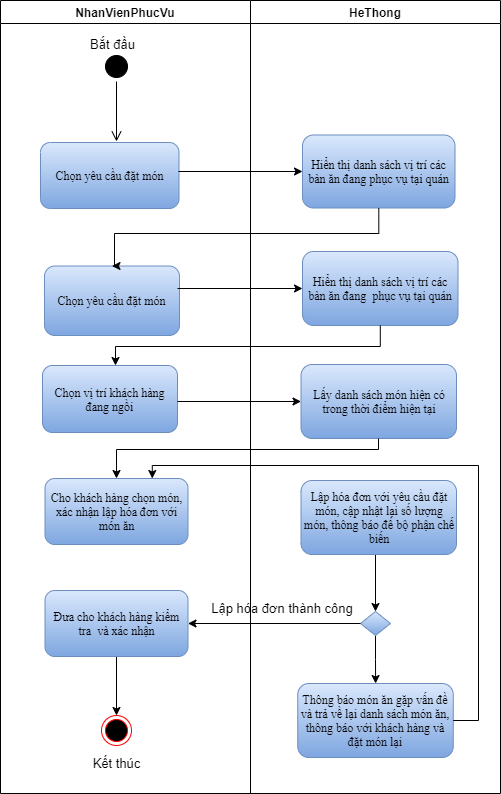 NhanVienPhucVu
HeThong
Bắt đầu
Chọn yêu cầu đặt món
Hiển thị danh sách vị trí các
bàn ăn đang phục vụ tại quán
Chọn yêu cầu đặt món
Hiển thị danh sách vị trí các
bàn ăn đang phục vụ tại quán
Chọn vị trí khách hàng
đang ngồi
Lấy danh sách món hiện có
trong thời điểm hiện tại
Cho khách hàng chọn món,
xác nhận lập hóa đơn với
món ăn
Lập hóa đơn với yêu cầu đặt
món, cập nhật lại số lượng
món, thông báo để bộ phận chế
biến
Đưa cho khách hàng kiểm
tra và xác nhận
Lập hóa đơn thành công
Thông báo món ăn gặp vấn đề
và trả về lại danh sách món ăn,
thông báo với khách hàng và
đặt món lại
Kết thúc